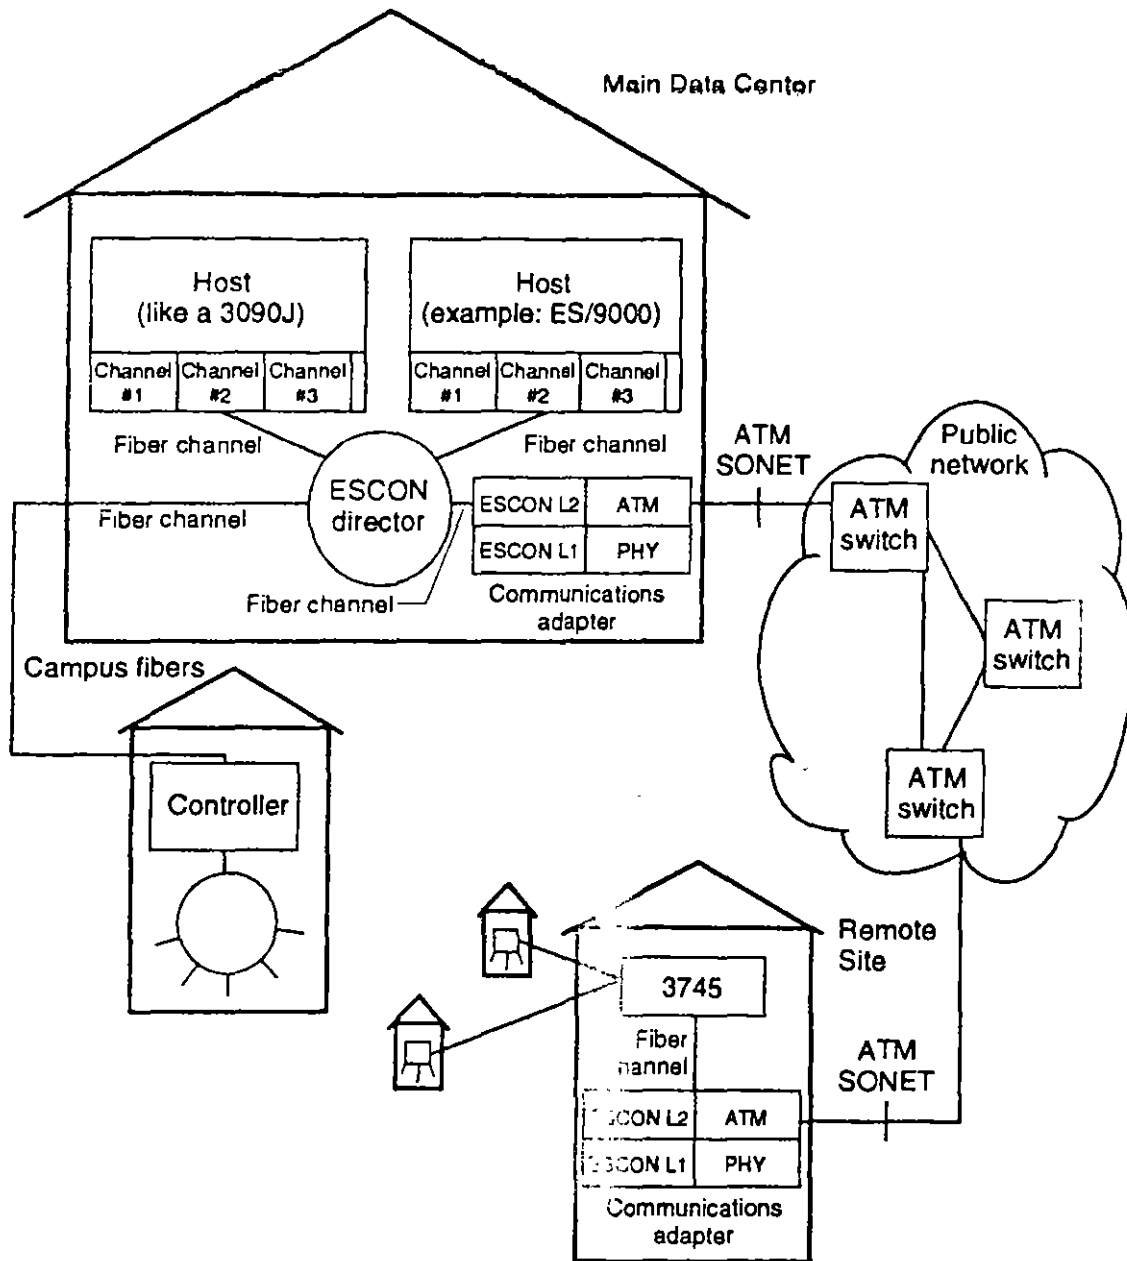 Main Data Center
Host
(like a 3090J)
Host
(example: ES/9000)
Channel
#1
Channel
#2
Channel
#3
Channel
#1
Channel
#2
Channel
#3
Fiber channel
Fiber channel
ATM
SONET
Public
network
Fiber channel
ESCON
director
ESCON L2
ATM
ESCON L1
PHY
ATM
switch
Fiber channel
Communications
adapter
ATM
switch
Campus fibers
ATM
switch
Controller
Remote
Site
3745
Fiber
ATM
SONET
L2
ATM
L1
PHY
Communications
adapter